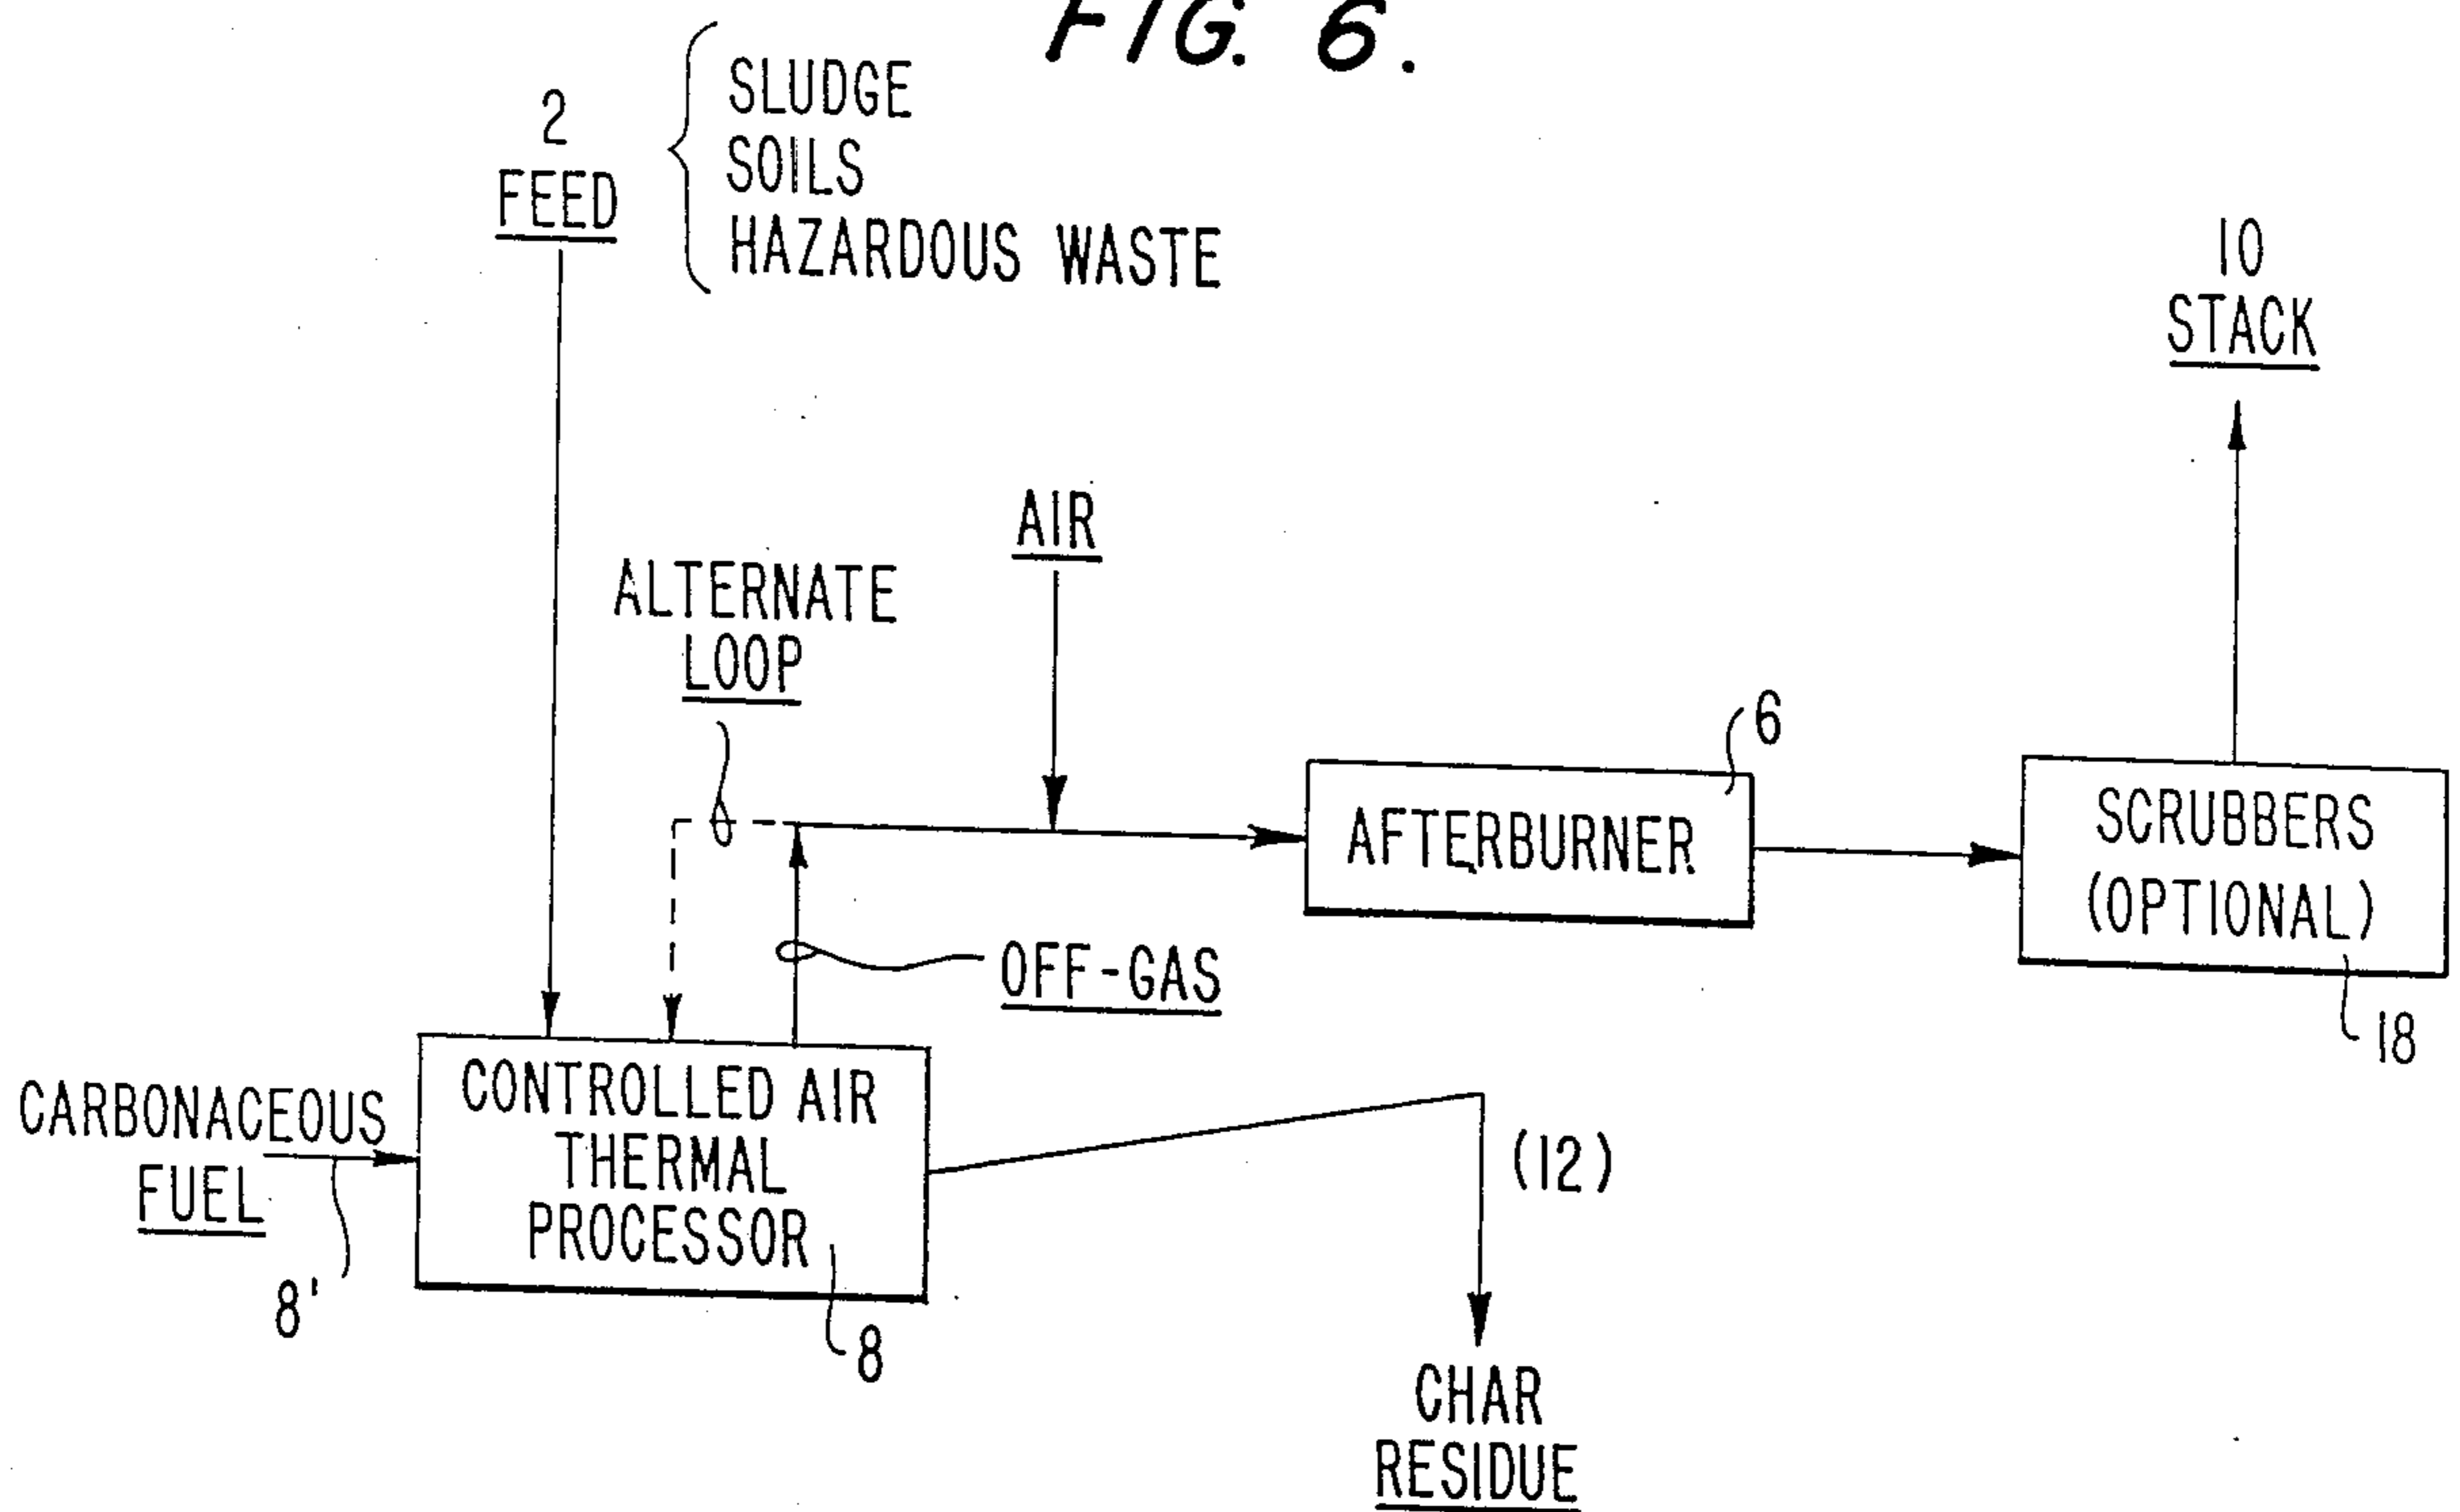 FIG. 6.
2
FEED
SLUDGE
SOILS
HAZARDOUS WASTE
10
STACK
AIR
ALTERNATE
LOOP
6
AFTERBURNER
SCRUBBERS
(OPTIONAL)
18
OFF-GAS
CARBONACEOUS
FUEL
8'
CONTROLLED AIR
THERMAL
PROCESSOR
8
(12)
CHAR
RESIDUE